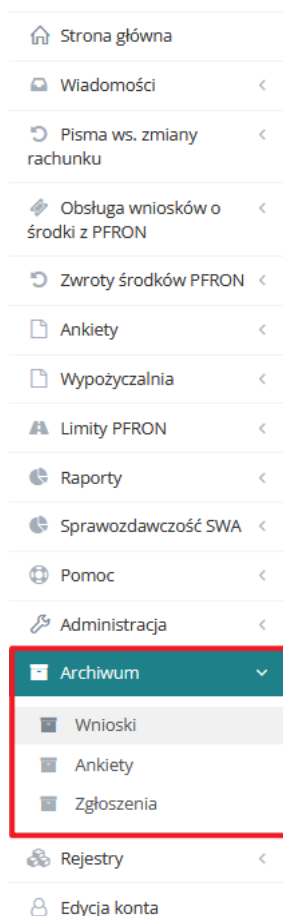 Strona główna
Wiadomości
Pisma ws. zmiany
rachunku
Obsługa wniosków o
środki z PFRON
Zwroty środków PFRON
Ankiety
Wypożyczalnia
Limity PFRON
Raporty
Sprawozdawczość SWA
Pomoc
Administracja
Archiwum
Wnioski
Ankiety
Zgłoszenia
Rejestry
Edycja konta